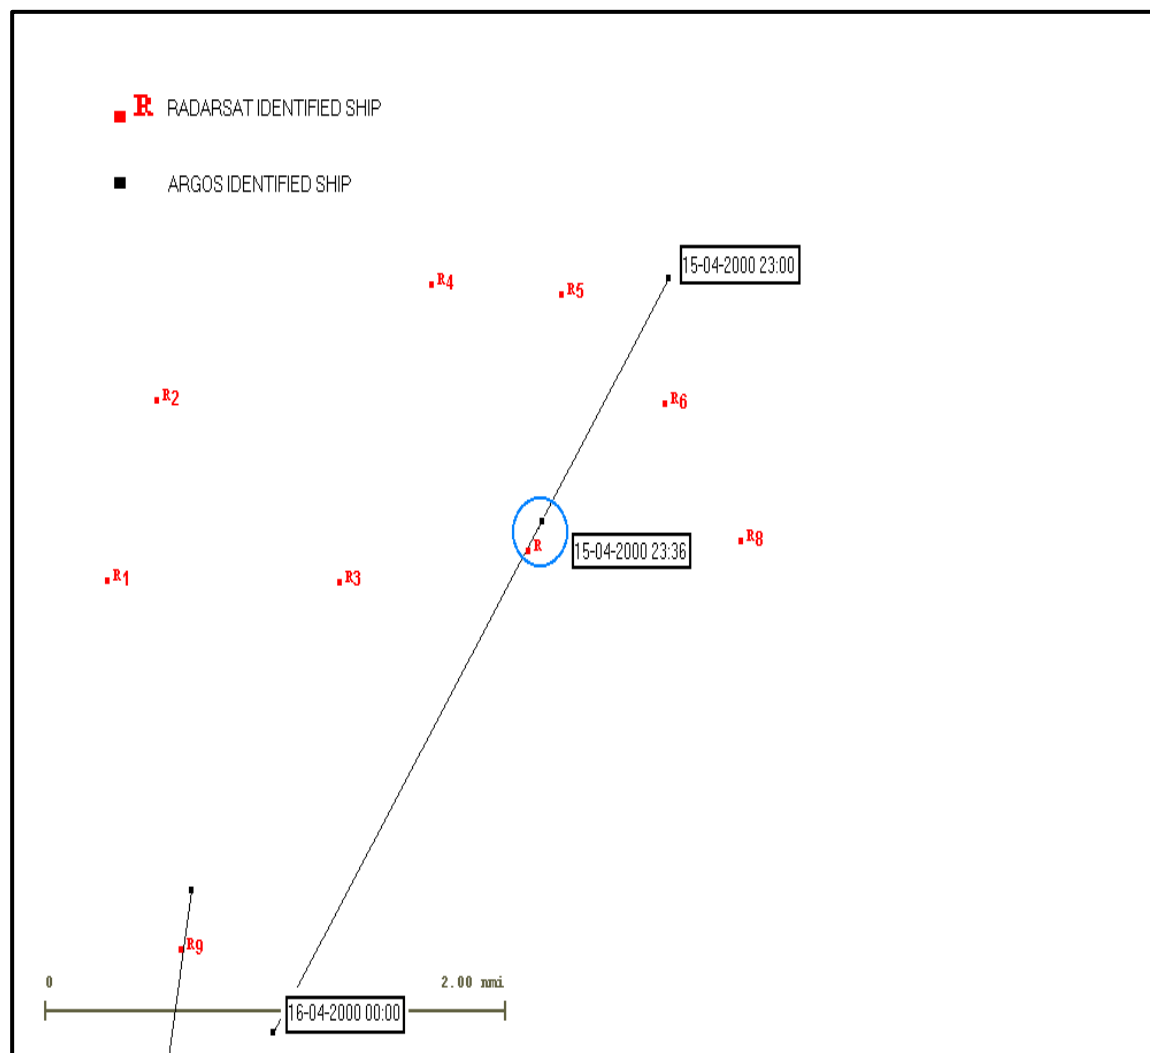 R RADARSAT IDENTIFIED SHIP
ARGOS IDENTIFIED SHIP
15-04-2000 23:00
R4
R5
R2
R6
R
15-04-2000 23:36
R8
R1
R3
R9
0
2.00 nmi
16-04-2000 00:00